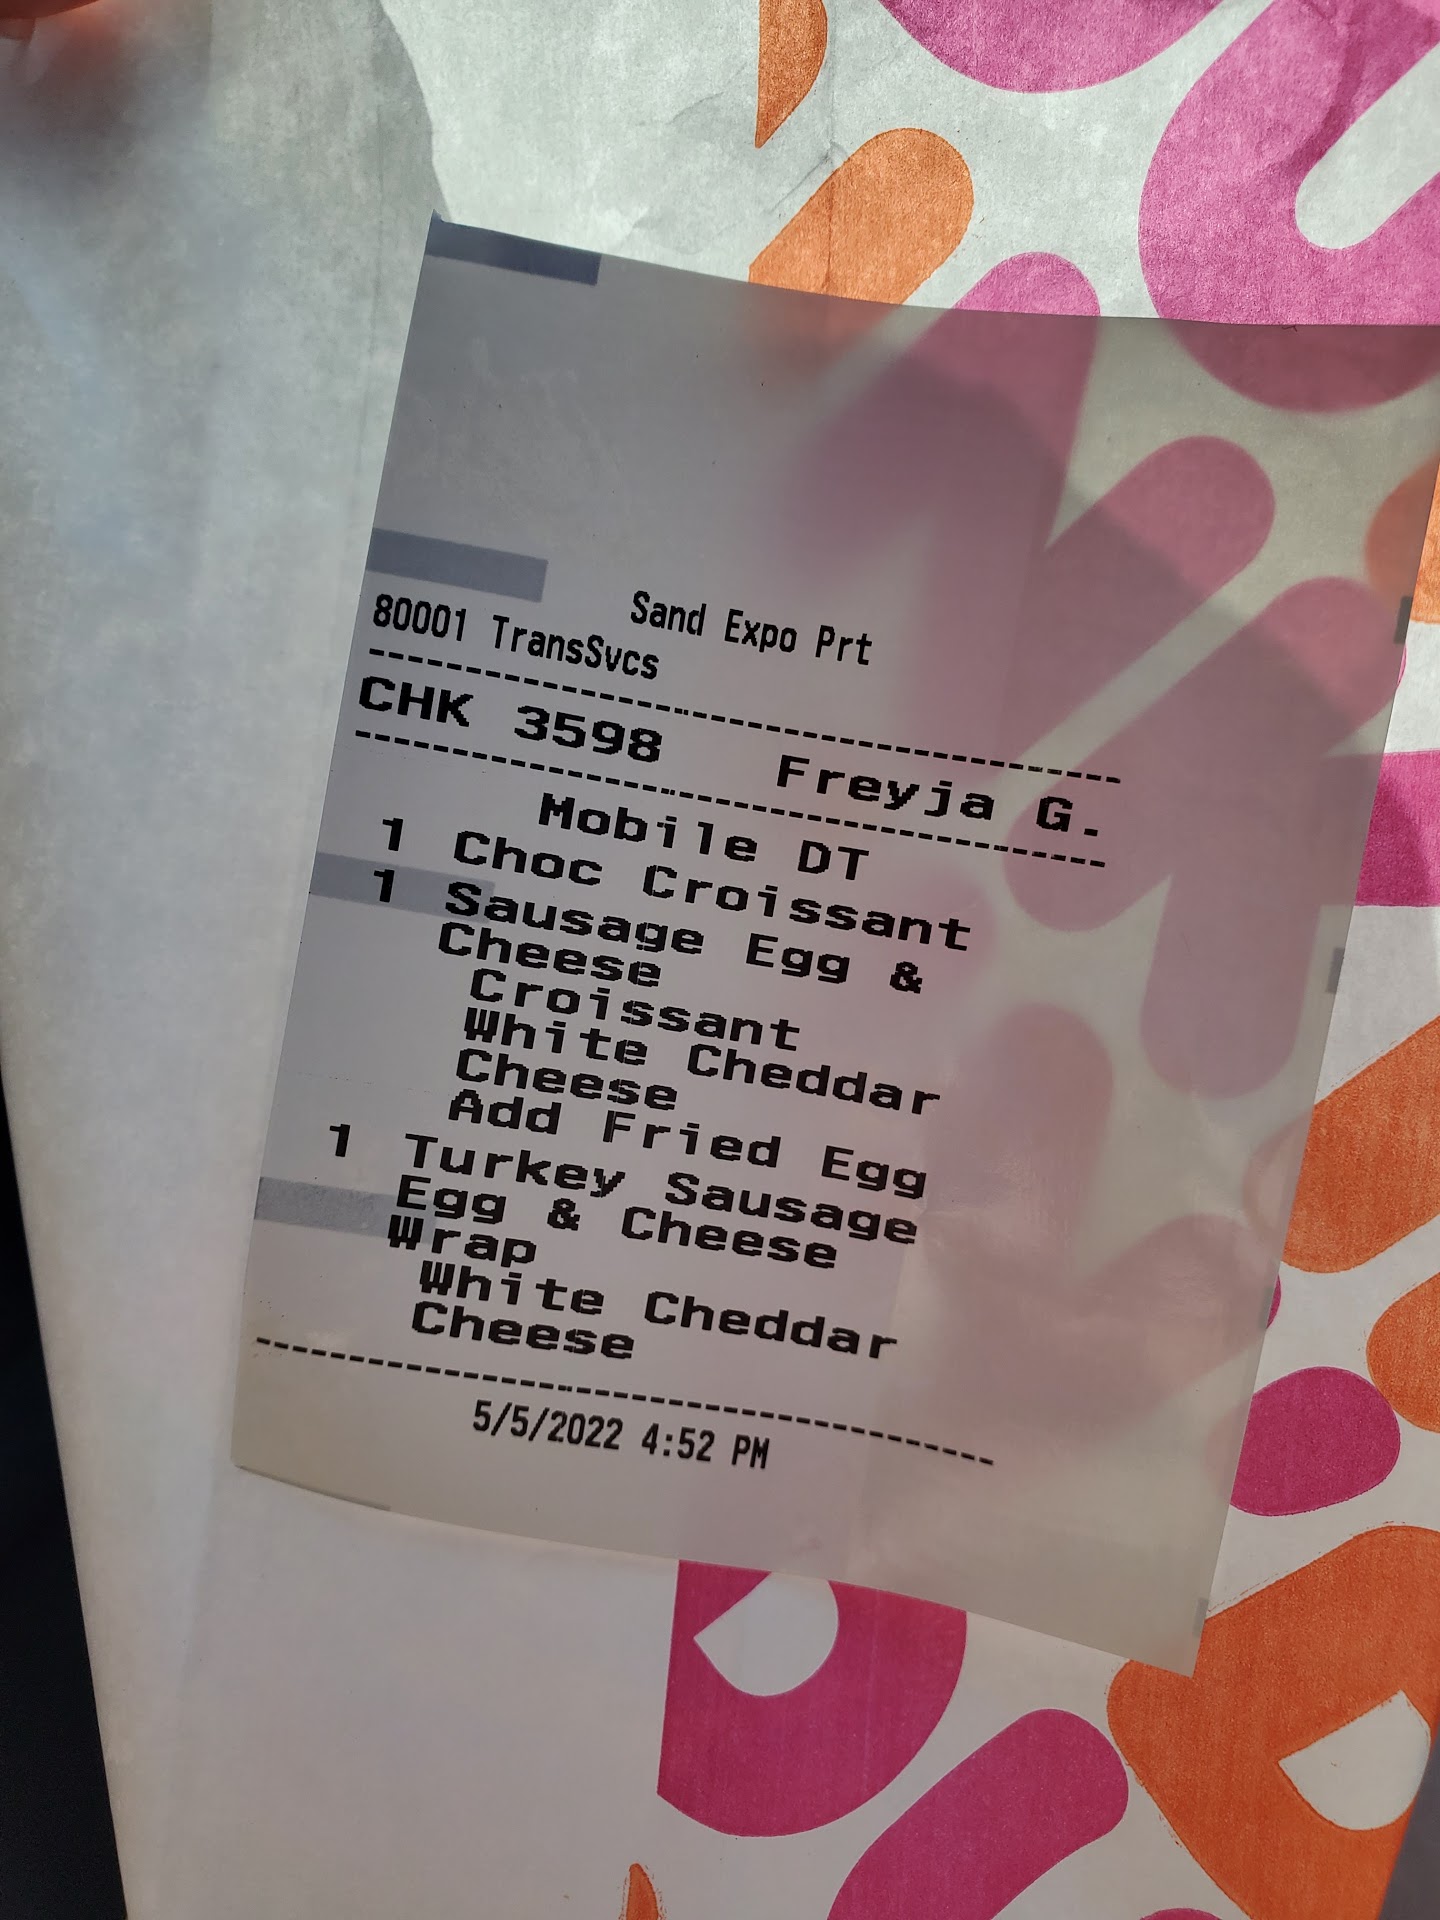 Sand Expo Prt
80001 TransSvcs
CHK 3598 Freyja G.
Mobile DT
1 Choc Croissant
1 Sausage Egg &
Cheese
Croissant
White Cheddar
Cheese
Add Fried Egg
1 Turkey Sausage
Egg & Cheese
Wrap
White Cheddar
Cheese
5/5/2022 4:52 PM